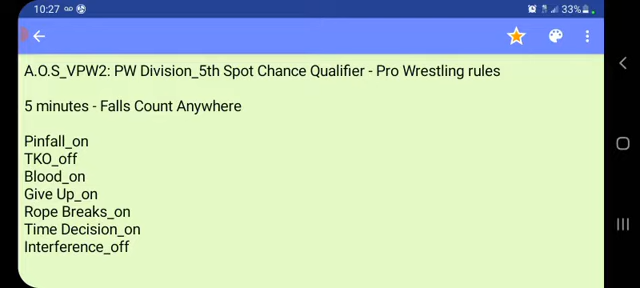 10:27
33%
A.O.S_VPW2: PW Division_5th Spot Chance Qualifier - Pro Wrestling rules
5 minutes - Falls Count Anywhere
Pinfall_on
TKO_off
Blood_on
Give Up_on
Rope Breaks_on
Time Decision_on
Interference_off